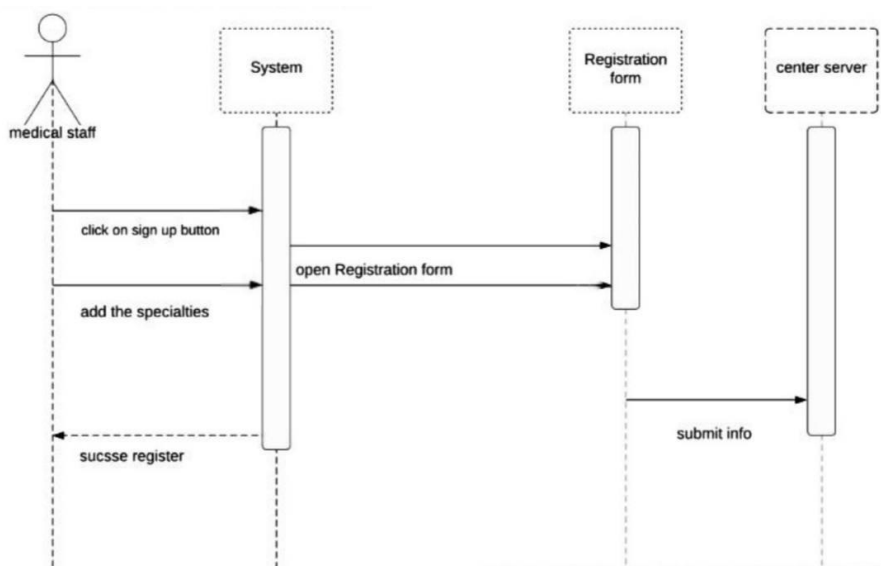 System
Registration
form
center server
medical staff
click on sign up button
open Registration form
add the specialties
submit info
sucsse register